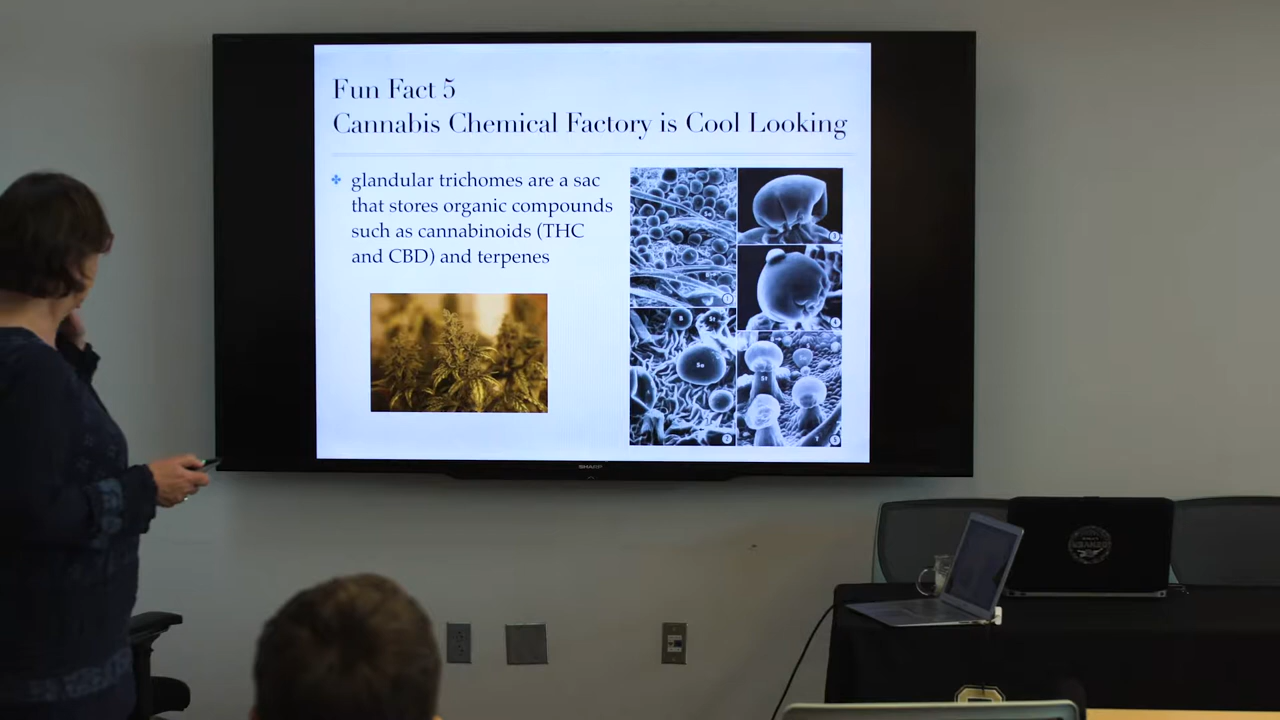 Fun Fact 5
Cannabis Chemical Factory is Cool Looking
glandular trichomes are a sac
that stores organic compounds
such as cannabinoids (THC
and CBD) and terpenes
SHARP